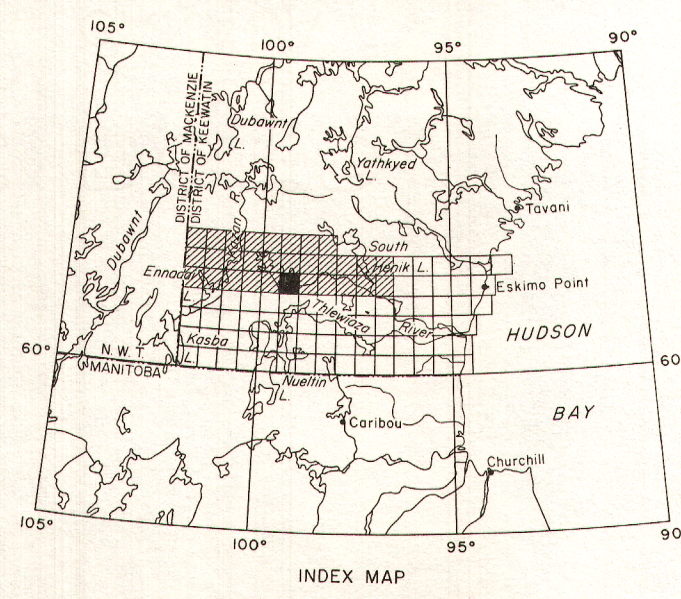 105°
100°
95°
90°
DISTRICT OF MACKENZIE
DISTRICT OF KEEWATIN
Dubawnt
L.
R.
Yathkyed
L.
R.
Tavani
Dubawnt
Kazan
South
Henik L.
Ennadai
L.
Eskimo Point
Thlewiaza
River
HUDSON
Kasba
L.
60°
N. W. T.
MANITOBA
60
Nueltin
L.
BAY
Caribou
Churchill
105°
100°
95°
90
INDEX MAP